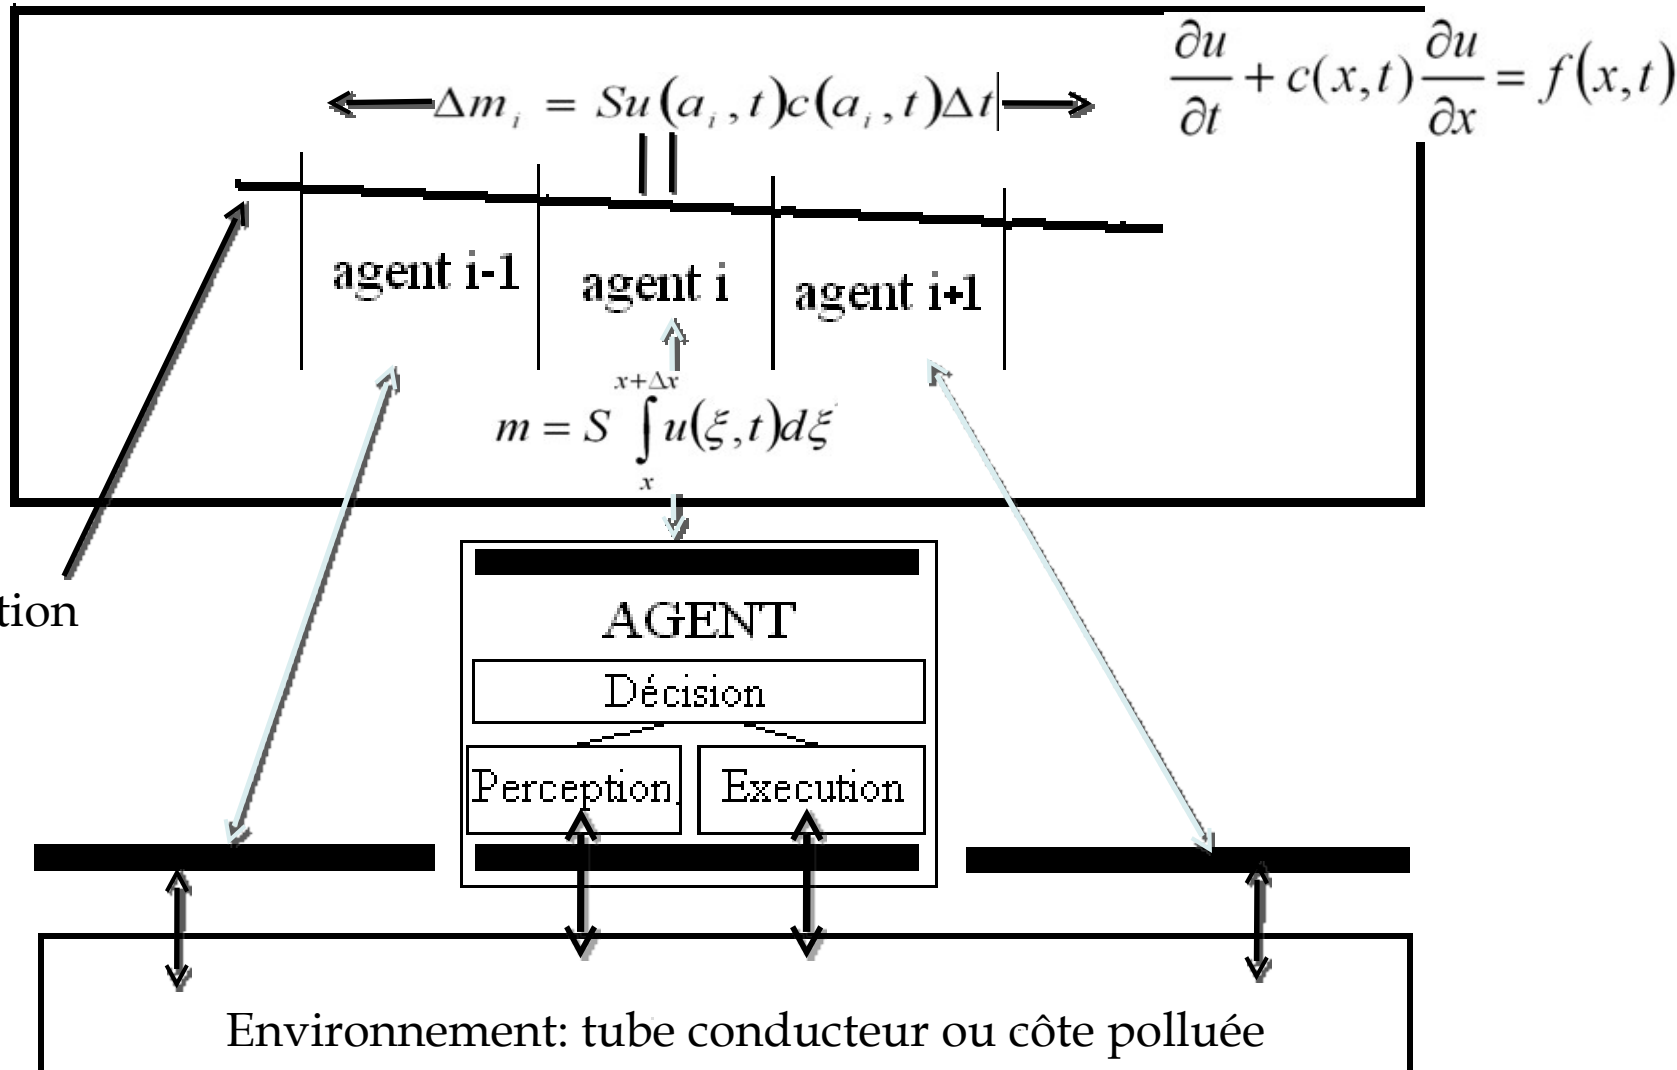 ∂u/∂t + c(x,t) ∂u/∂x = f(x,t)
Δm_i = Su(a_i,t)c(a_i,t)Δt
agent i-1 agent i agent i+1
m = S ∫_x^{x+Δx} u(ξ,t)dξ
tion
AGENT
Décision
Perception Execution
Environnement: tube conducteur ou côte polluée